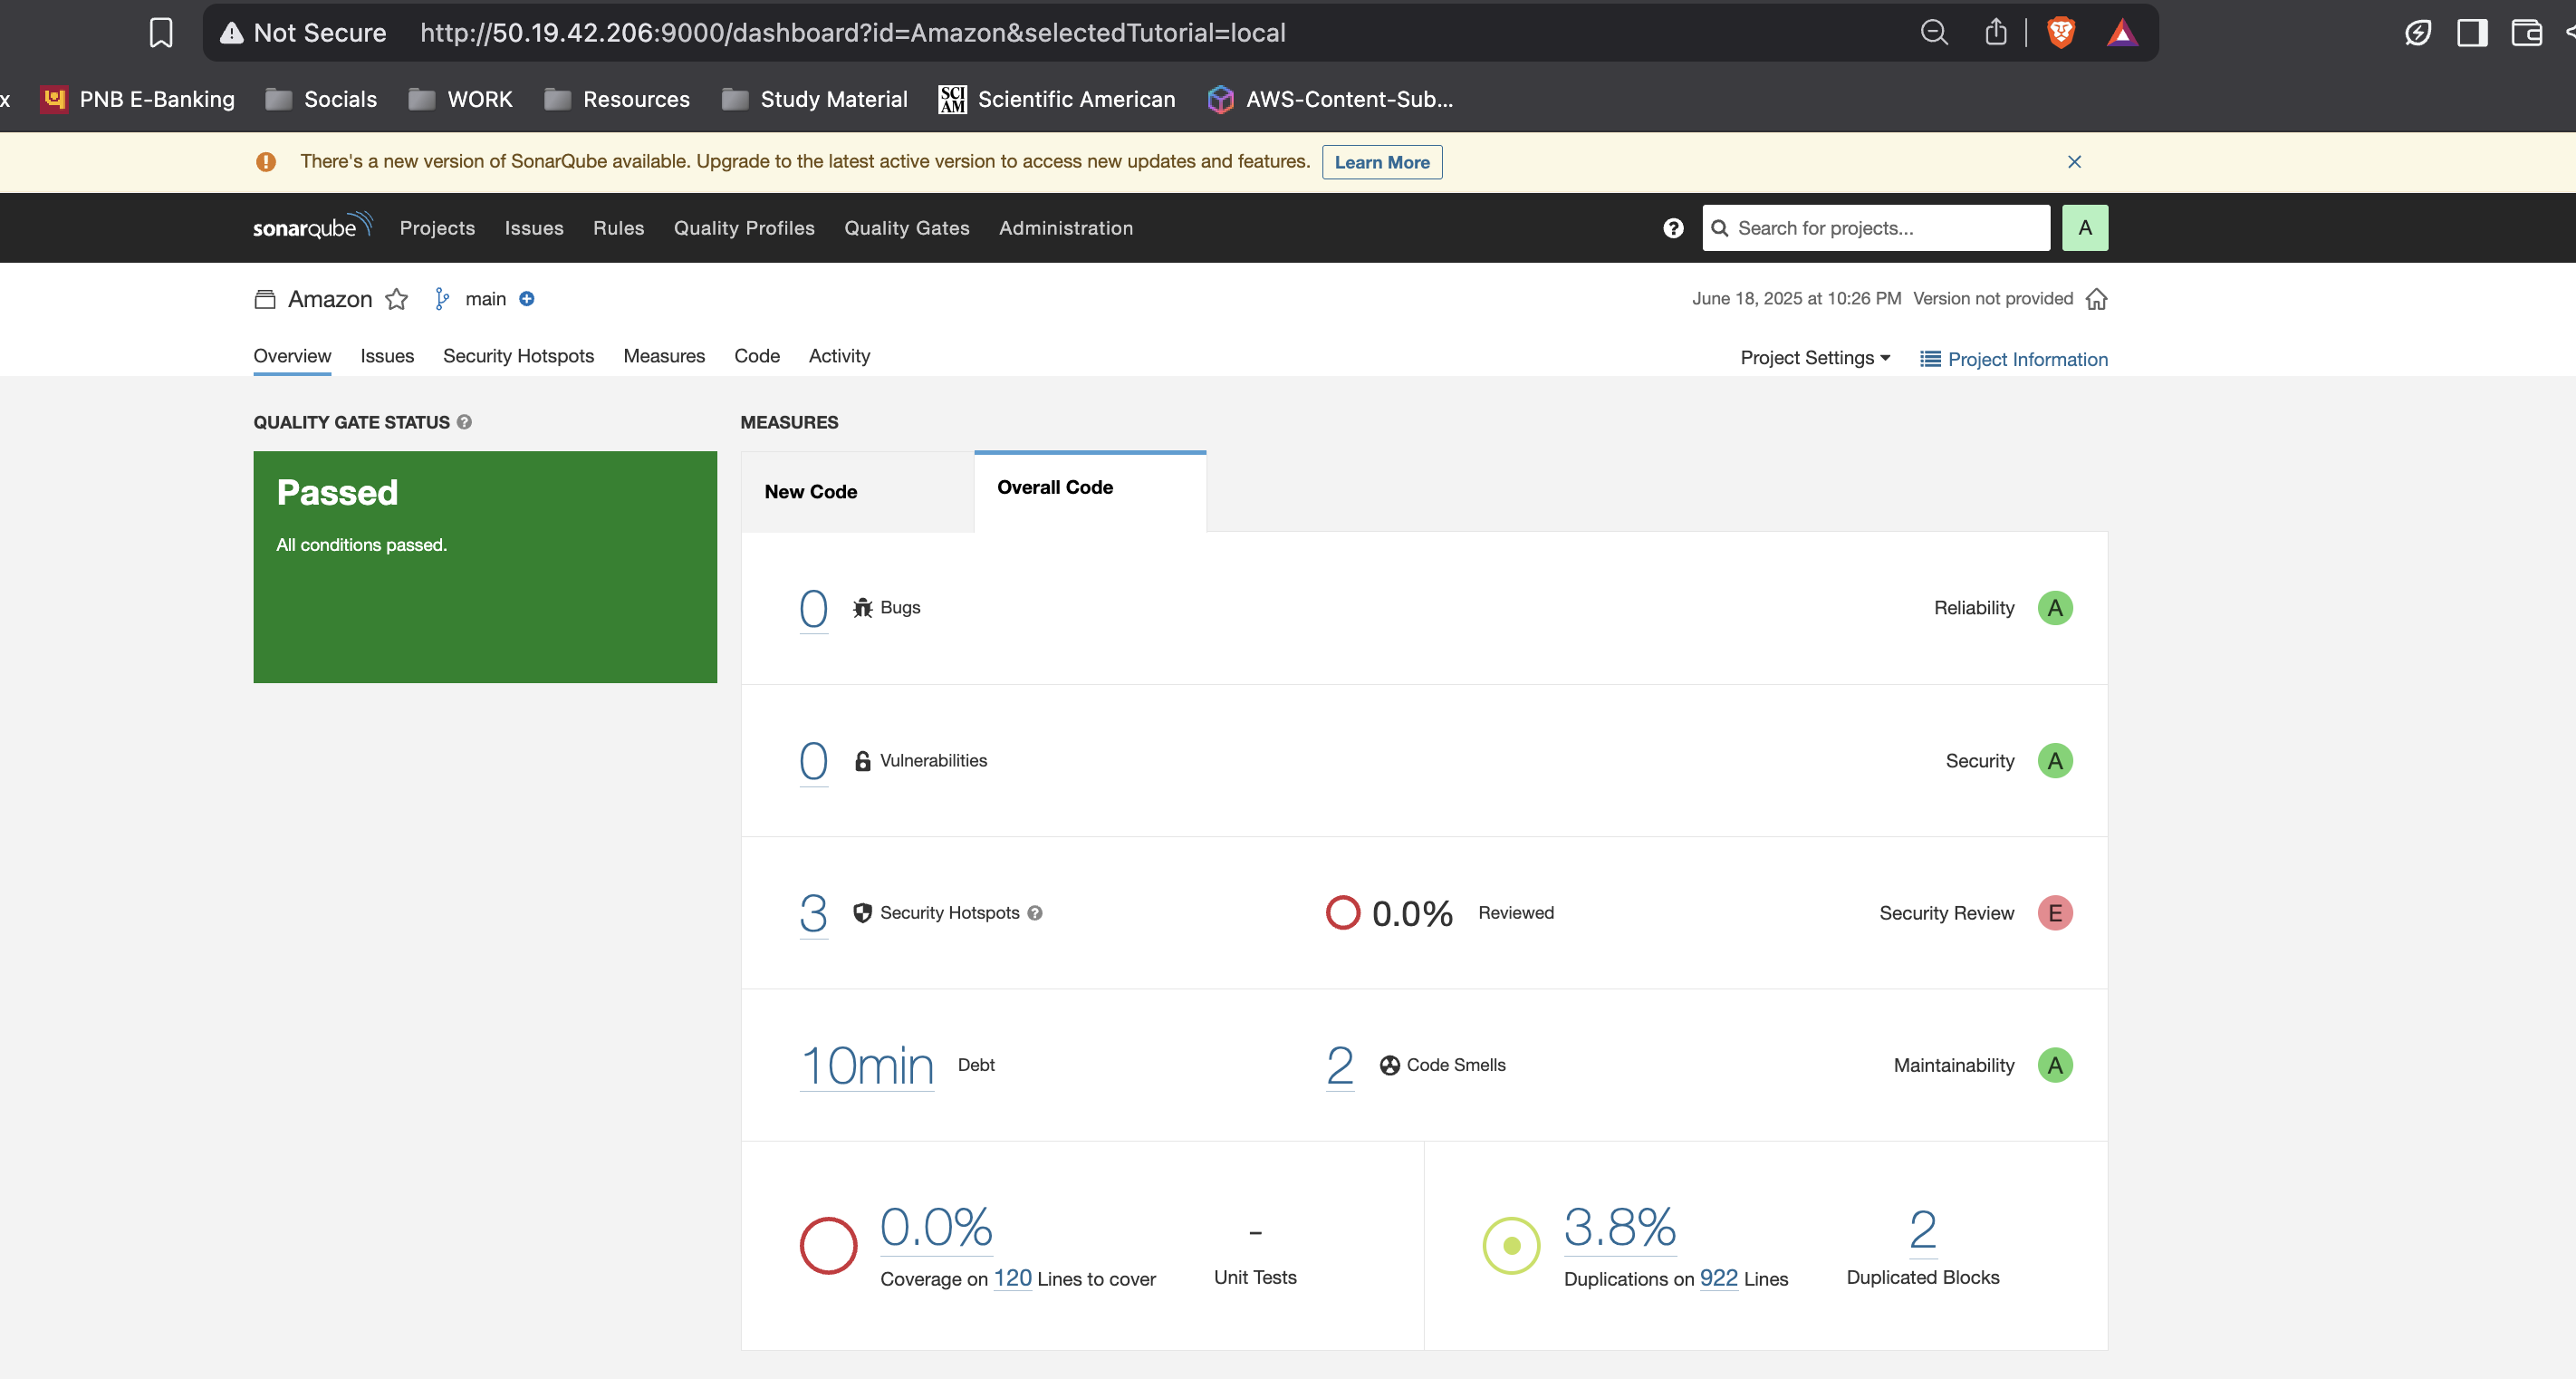 Not Secure http://50.19.42.206:9000/dashboard?id=Amazon&selectedTutorial=local
x PNB E-Banking Socials WORK Resources Study Material SCI AM Scientific American AWS-Content-Sub...
There's a new version of SonarQube available. Upgrade to the latest active version to access new updates and features. Learn More
sonarqube Projects Issues Rules Quality Profiles Quality Gates Administration ? Search for projects... A
Amazon main June 18, 2025 at 10:26 PM Version not provided
Overview Issues Security Hotspots Measures Code Activity Project Settings Project Information
QUALITY GATE STATUS ? MEASURES
Passed
All conditions passed.
New Code Overall Code
0 Bugs Reliability A
0 Vulnerabilities Security A
3 Security Hotspots ? 0.0% Reviewed Security Review E
10min Debt 2 Code Smells Maintainability A
0.0% - 3.8% 2
Coverage on 120 Lines to cover Unit Tests Duplications on 922 Lines Duplicated Blocks